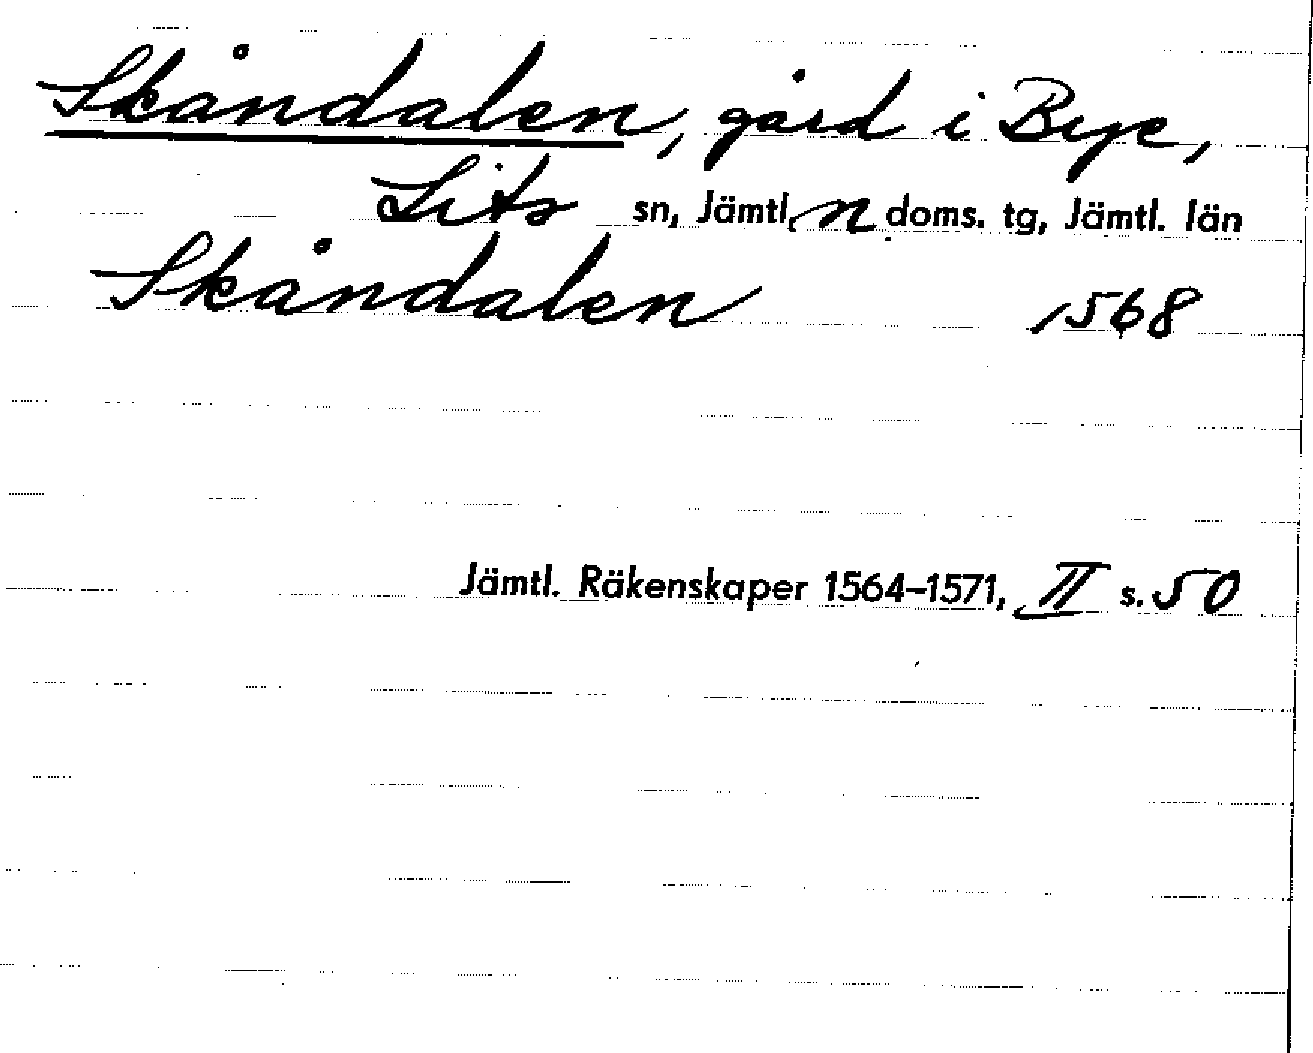 Skåndalen, gård i Bye,
Lits sn, Jämtl. n doms. tg, Jämtl. län
Skåndalen 1568
Jämtl. Räkenskaper 1564–1571, II s. 50